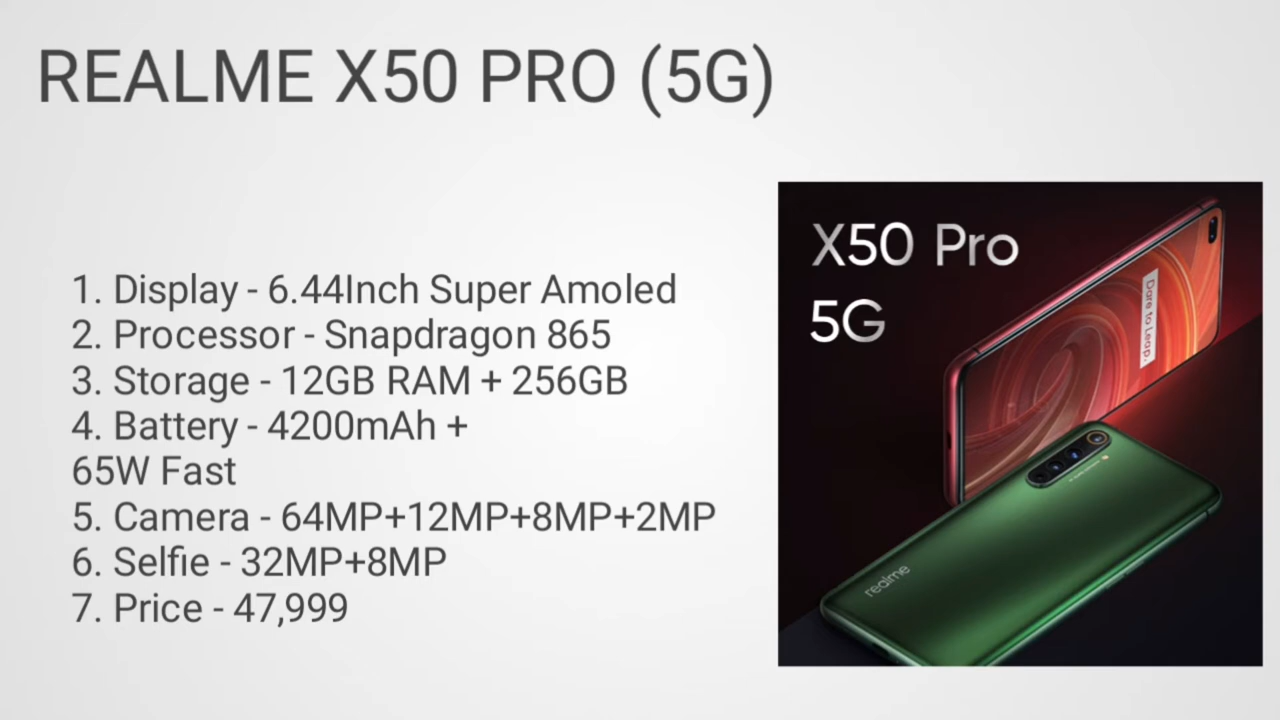 REALME X50 PRO (5G)
1. Display - 6.44Inch Super Amoled
2. Processor - Snapdragon 865
3. Storage - 12GB RAM + 256GB
4. Battery - 4200mAh +
65W Fast
5. Camera - 64MP+12MP+8MP+2MP
6. Selfie - 32MP+8MP
7. Price - 47,999
X50 Pro
5G
Dare to Leap.
realme